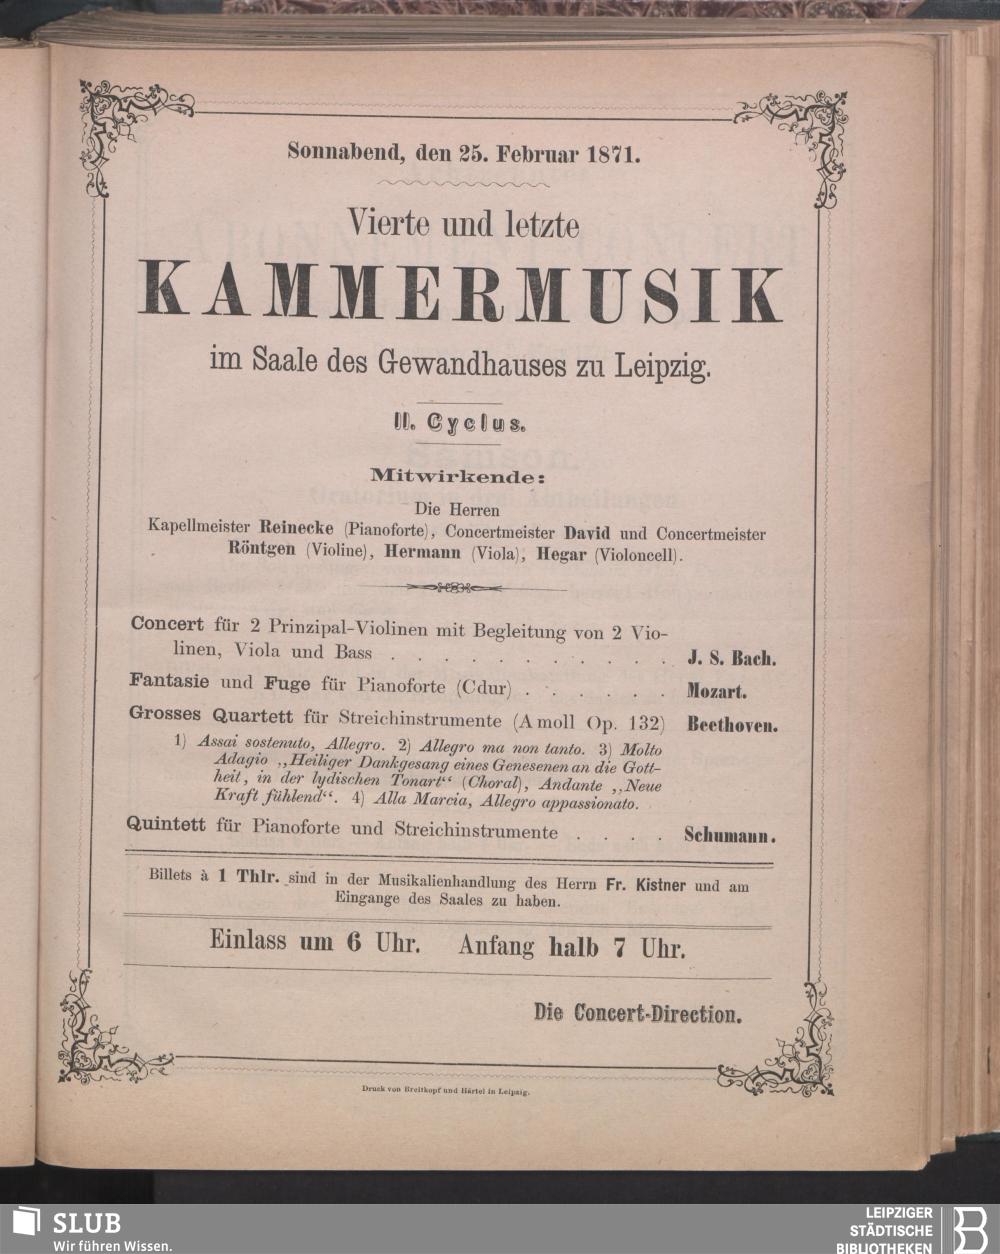 Sonnabend, den 25. Februar 1871.
Vierte und letzte
KAMMERMUSIK
im Saale des Gewandhauses zu Leipzig.
II. Cyclus.
Mitwirkende:
Die Herren
Kapellmeister Reinecke (Pianoforte), Concertmeister David und Concertmeister
Röntgen (Violine), Hermann (Viola), Hegar (Violoncell).
Concert für 2 Prinzipal-Violinen mit Begleitung von 2 Vio-
linen, Viola und Bass . . . . . . . . . . . J. S. Bach.
Fantasie und Fuge für Pianoforte (Cdur) . . . . . . Mozart.
Grosses Quartett für Streichinstrumente (Amoll Op. 132) Beethoven.
1) Assai sostenuto, Allegro. 2) Allegro ma non tanto. 3) Molto
Adagio „Heiliger Dankgesang eines Genesenen an die Gott-
heit, in der lydischen Tonart“ (Choral), Andante „Neue
Kraft fühlend“. 4) Alla Marcia, Allegro appassionato.
Quintett für Pianoforte und Streichinstrumente . . . . Schumann.
Billets à 1 Thlr. sind in der Musikalienhandlung des Herrn Fr. Kistner und am
Eingange des Saales zu haben.
Einlass um 6 Uhr. Anfang halb 7 Uhr.
Die Concert-Direction.
Druck von Breitkopf und Härtel in Leipzig.
SLUB
Wir führen Wissen.
LEIPZIGER
STÄDTISCHE
BIBLIOTHEKEN